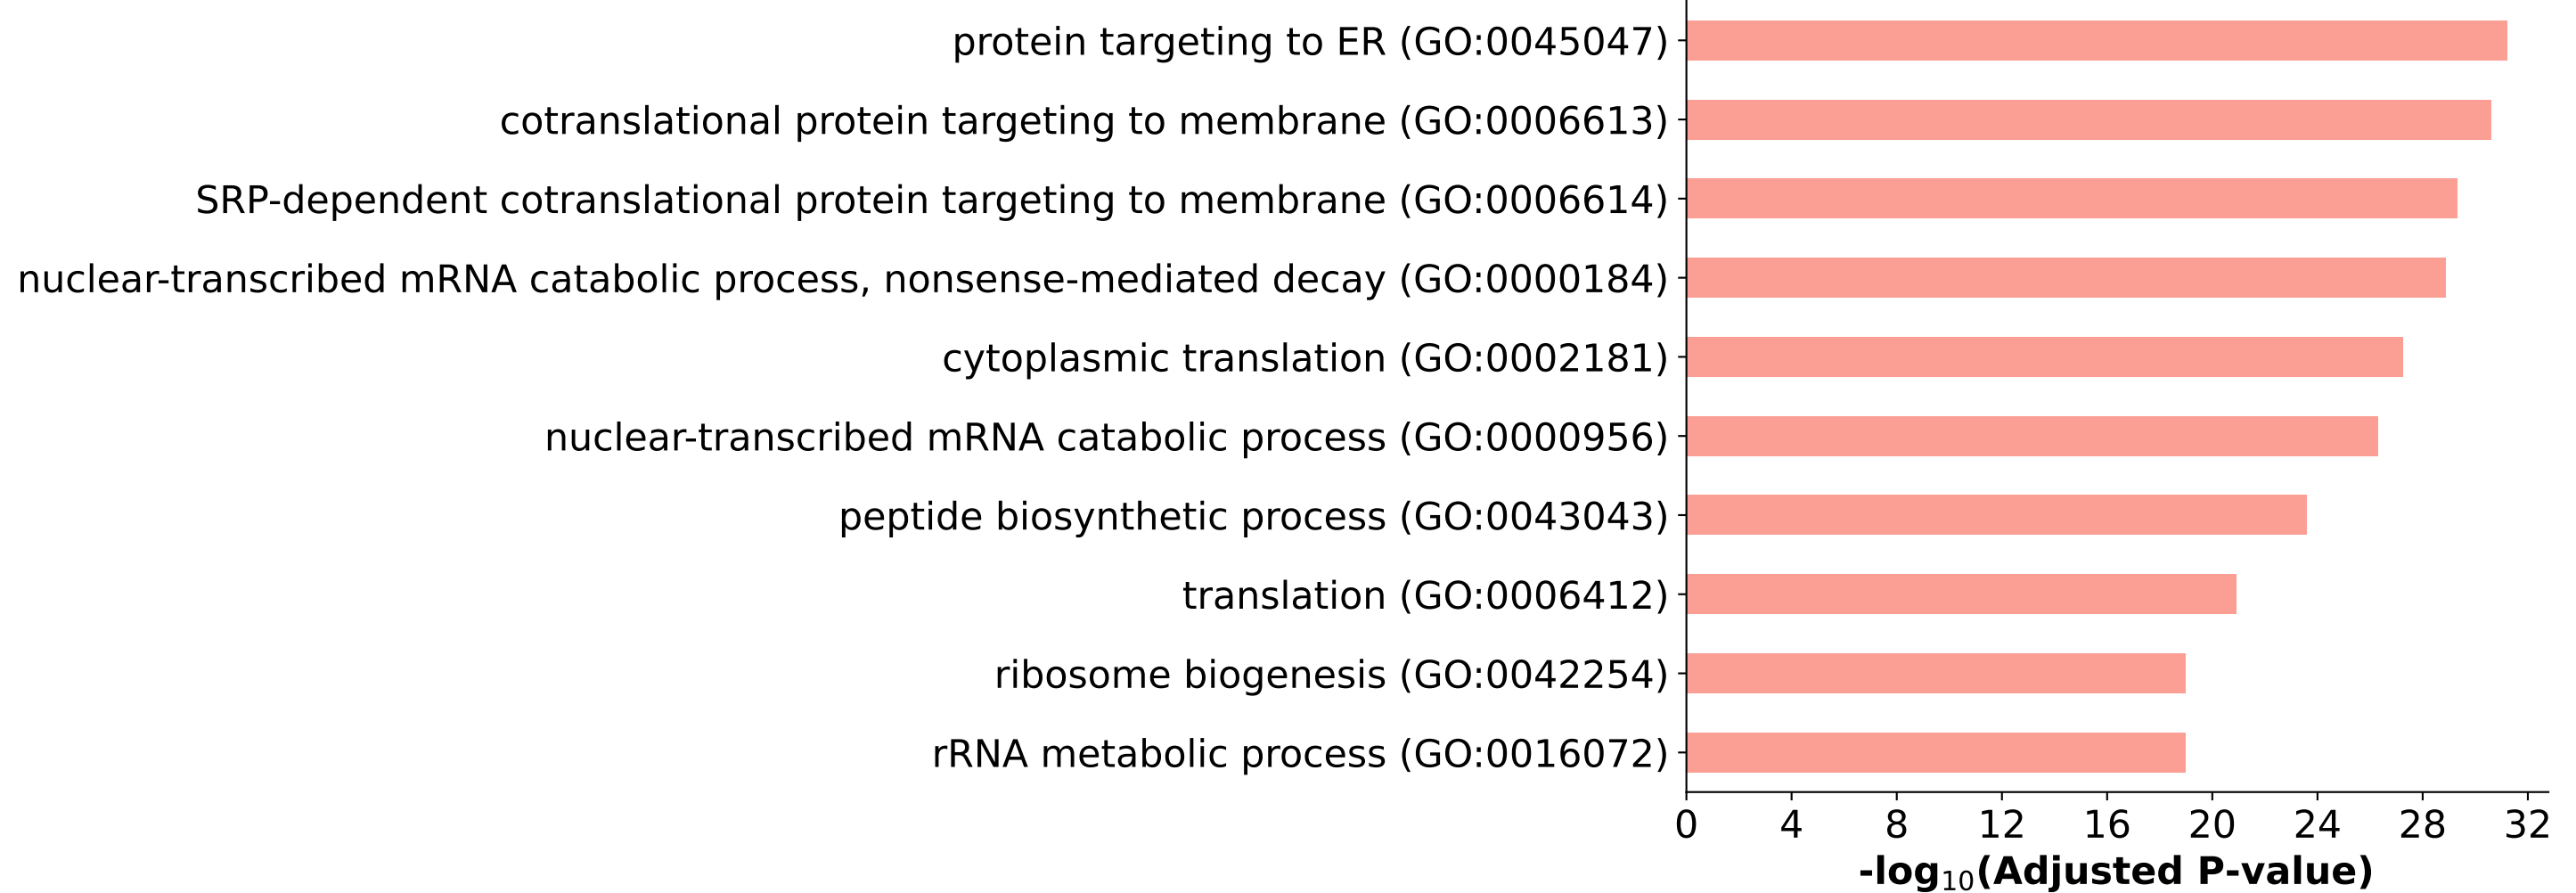 protein targeting to ER (GO:0045047)
cotranslational protein targeting to membrane (GO:0006613)
SRP-dependent cotranslational protein targeting to membrane (GO:0006614)
nuclear-transcribed mRNA catabolic process, nonsense-mediated decay (GO:0000184)
cytoplasmic translation (GO:0002181)
nuclear-transcribed mRNA catabolic process (GO:0000956)
peptide biosynthetic process (GO:0043043)
translation (GO:0006412)
ribosome biogenesis (GO:0042254)
rRNA metabolic process (GO:0016072)
0 4 8 12 16 20 24 28 32
-log₁₀(Adjusted P-value)